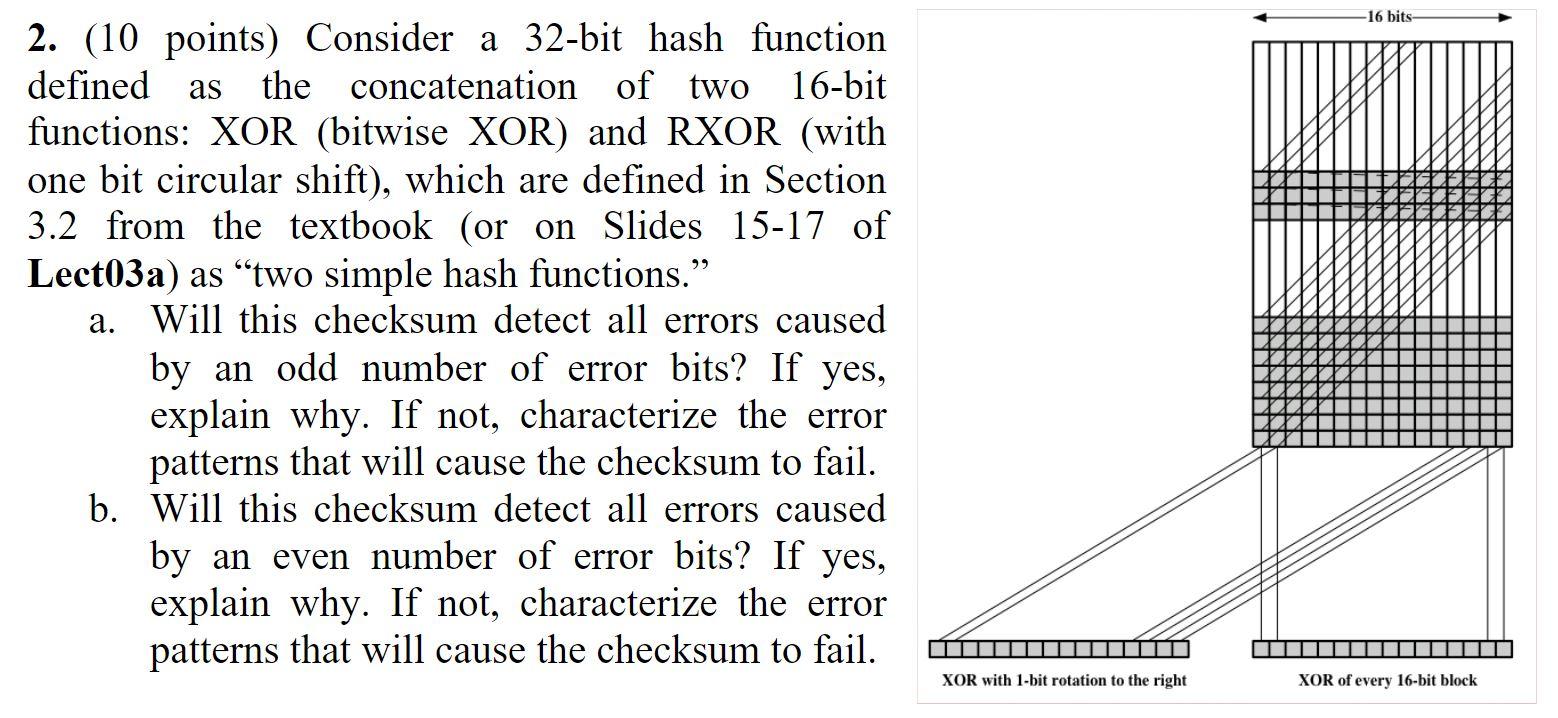 2. (10 points) Consider a 32-bit hash function
defined as the concatenation of two 16-bit
functions: XOR (bitwise XOR) and RXOR (with
one bit circular shift), which are defined in Section
3.2 from the textbook (or on Slides 15-17 of
Lect03a) as “two simple hash functions.”
a. Will this checksum detect all errors caused
by an odd number of error bits? If yes,
explain why. If not, characterize the error
patterns that will cause the checksum to fail.
b. Will this checksum detect all errors caused
by an even number of error bits? If yes,
explain why. If not, characterize the error
patterns that will cause the checksum to fail.
16 bits
XOR with 1-bit rotation to the right
XOR of every 16-bit block